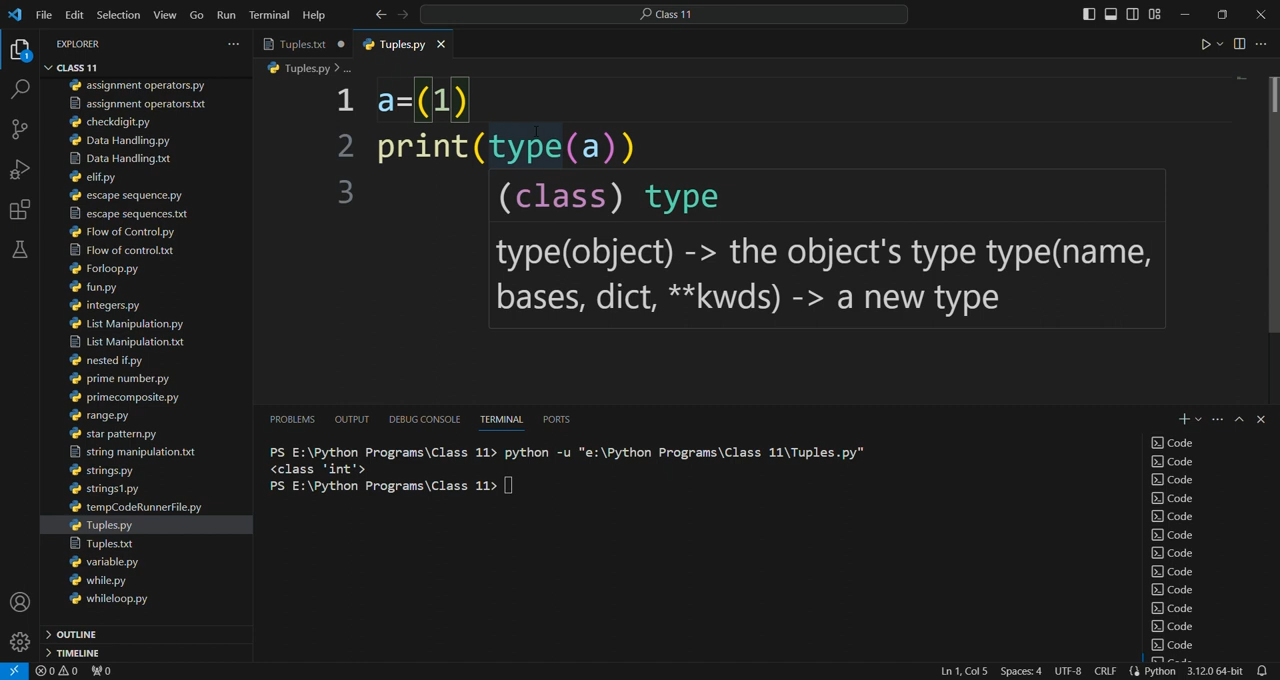 File Edit Selection View Go Run Terminal Help
Class 11
EXPLORER
CLASS 11
assignment operators.py
assignment operators.txt
checkdigit.py
Data Handling.py
Data Handling.txt
elif.py
escape sequence.py
escape sequences.txt
Flow of Control.py
Flow of control.txt
Forloop.py
fun.py
integers.py
List Manipulation.py
List Manipulation.txt
nested if.py
prime number.py
primecomposite.py
range.py
star pattern.py
string manipulation.txt
strings.py
strings1.py
tempCodeRunnerFile.py
Tuples.py
Tuples.txt
variable.py
while.py
whileloop.py
OUTLINE
TIMELINE
1
Tuples.txt Tuples.py
Tuples.py > ...
1 a=(1)
2 print(type(a))
3
(class) type
type(object) -> the object's type type(name,
bases, dict, **kwds) -> a new type
PROBLEMS OUTPUT DEBUG CONSOLE TERMINAL PORTS
PS E:\Python Programs\Class 11> python -u "e:\Python Programs\Class 11\Tuples.py"
<class 'int'>
PS E:\Python Programs\Class 11>
Code
Code
Code
Code
Code
Code
Code
Code
Code
Code
Code
Code
0 0 0
Ln 1, Col 5 Spaces: 4 UTF-8 CRLF Python 3.12.0 64-bit